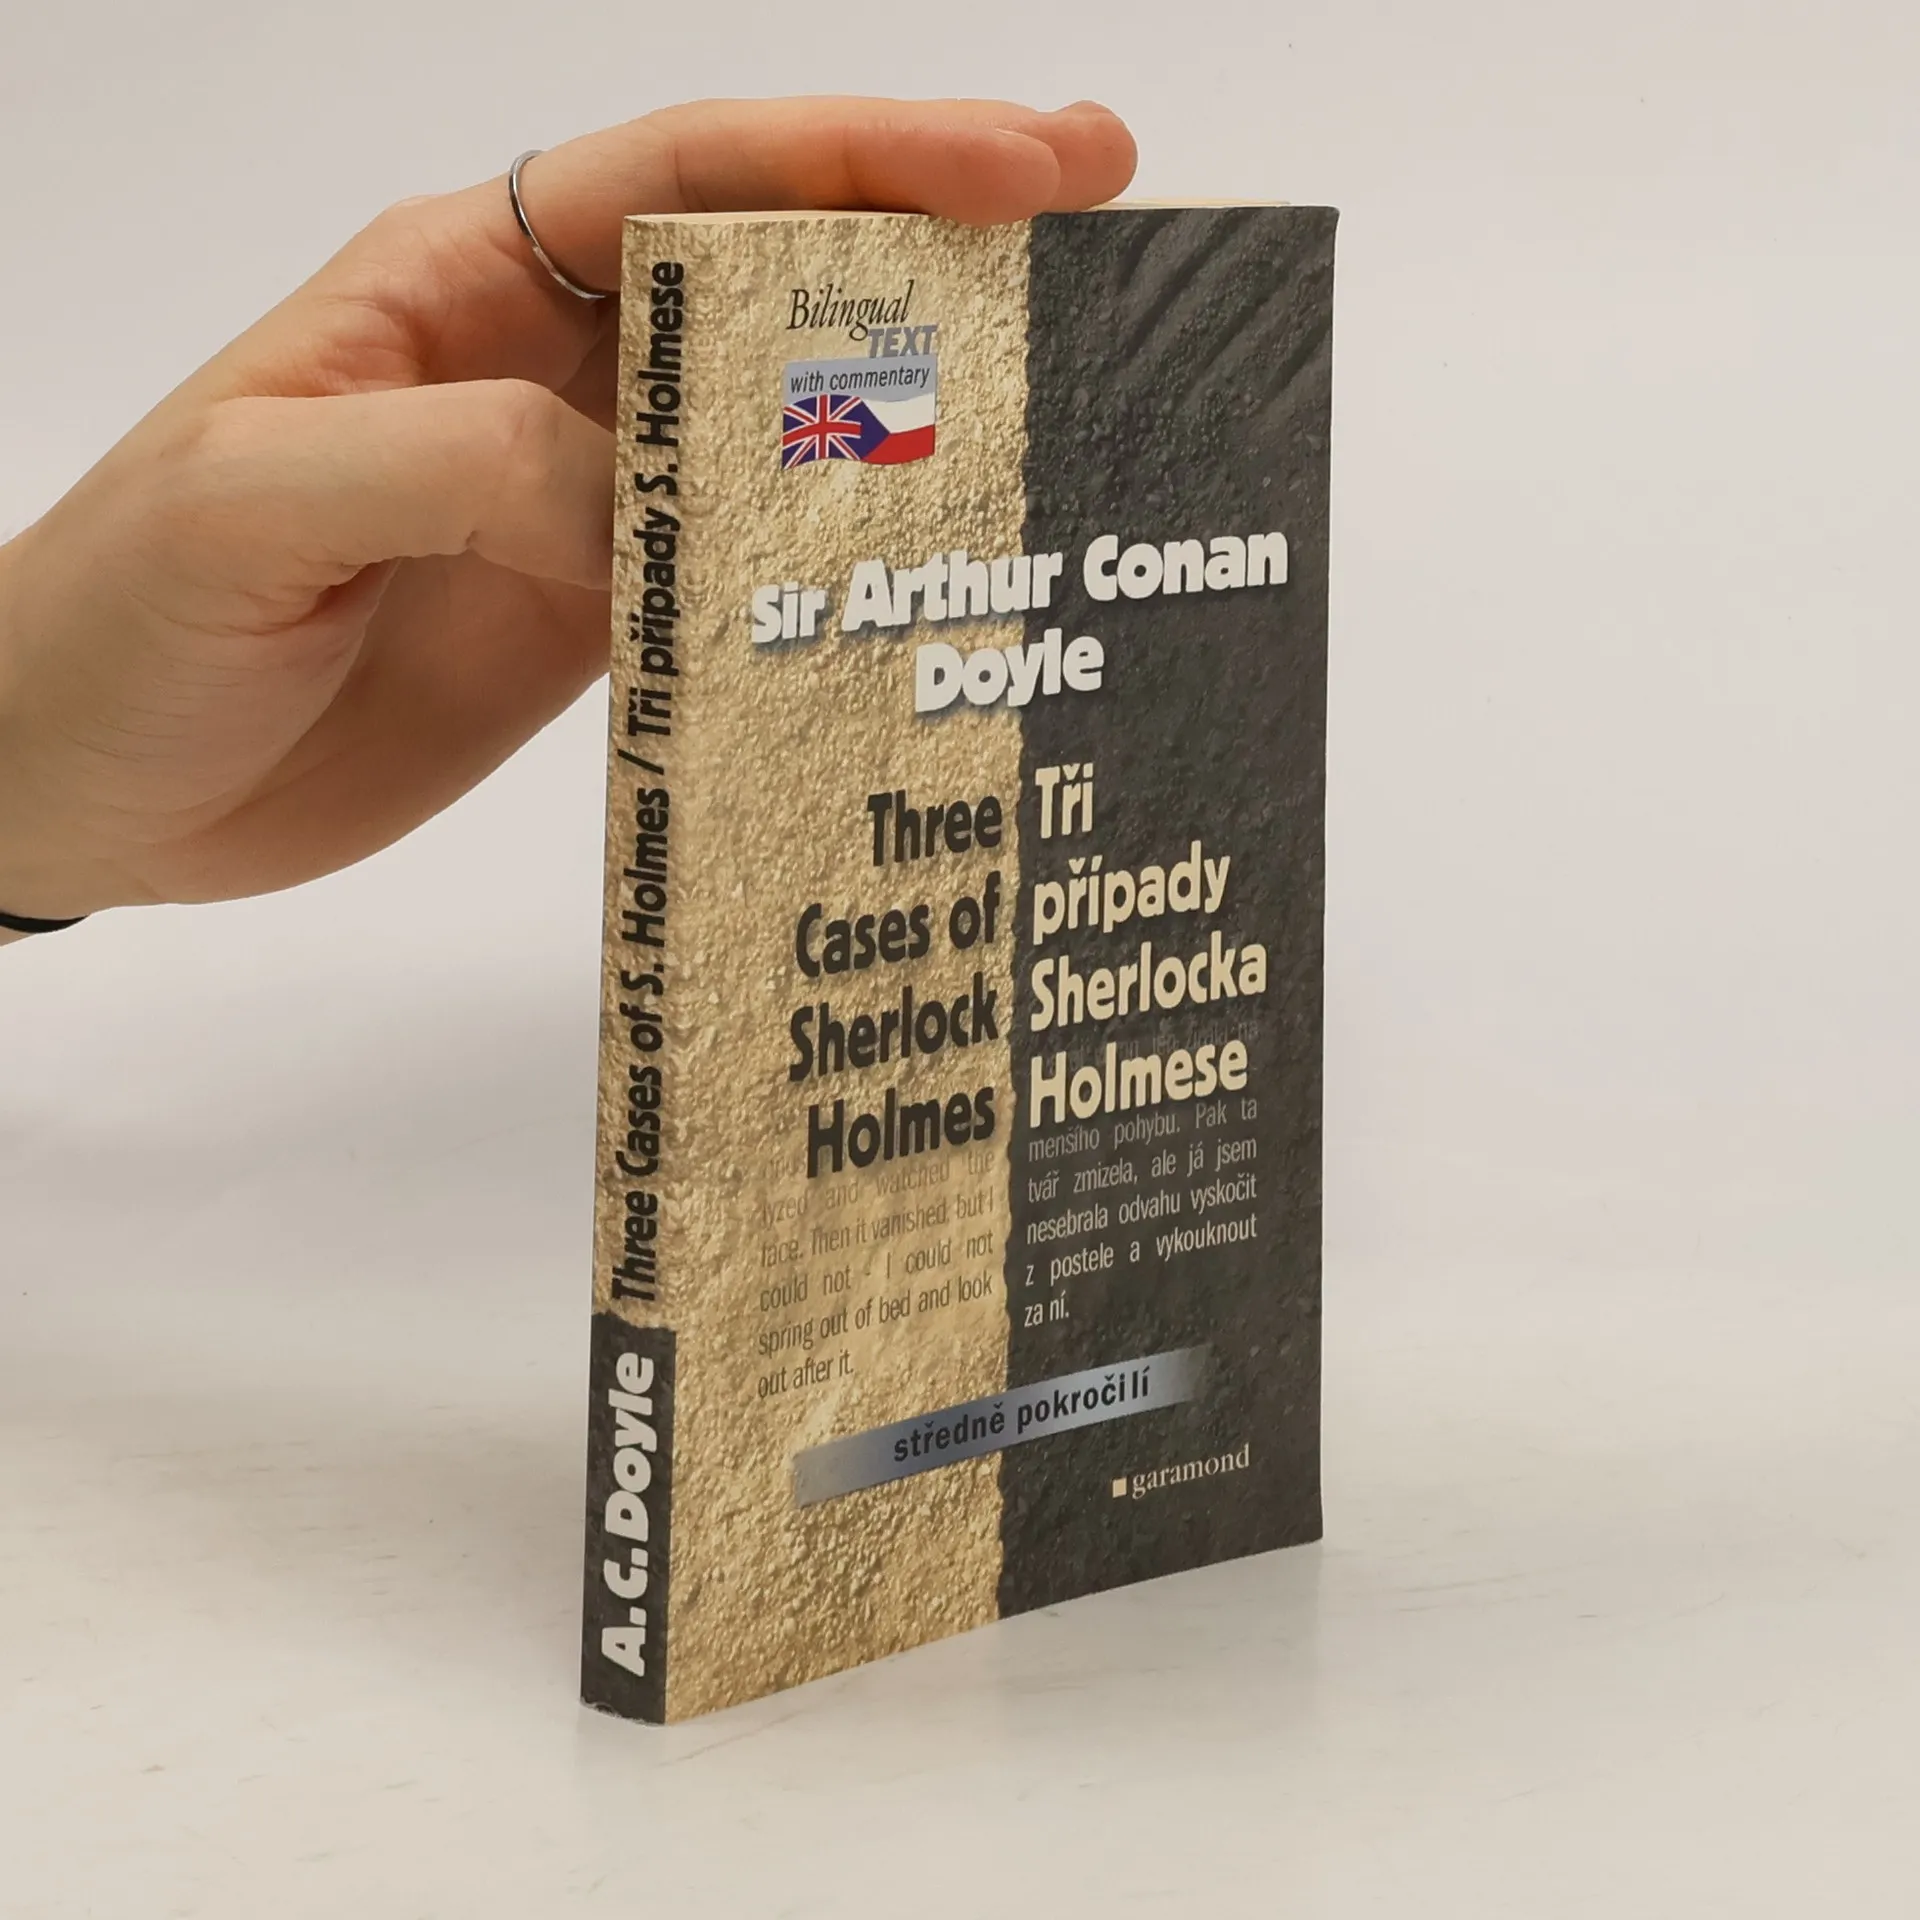 Three Cases of S. Holmes / Tři případy S. Holmese
A. C. Doyle
Bilingual
TEXT
with commentary
Sir Arthur Conan
Doyle
Three
Cases of
Sherlock
Holmes
Tři
případy
Sherlocka
Holmese
lyzed and watched the
face. Then it vanished, but I
could not - I could not
spring out of bed and look
out after it.
menšího pohybu. Pak ta
tvář zmizela, ale já jsem
nesebrala odvahu vyskočit
z postele a vykouknout
za ní.
středně pokročilí
garamond